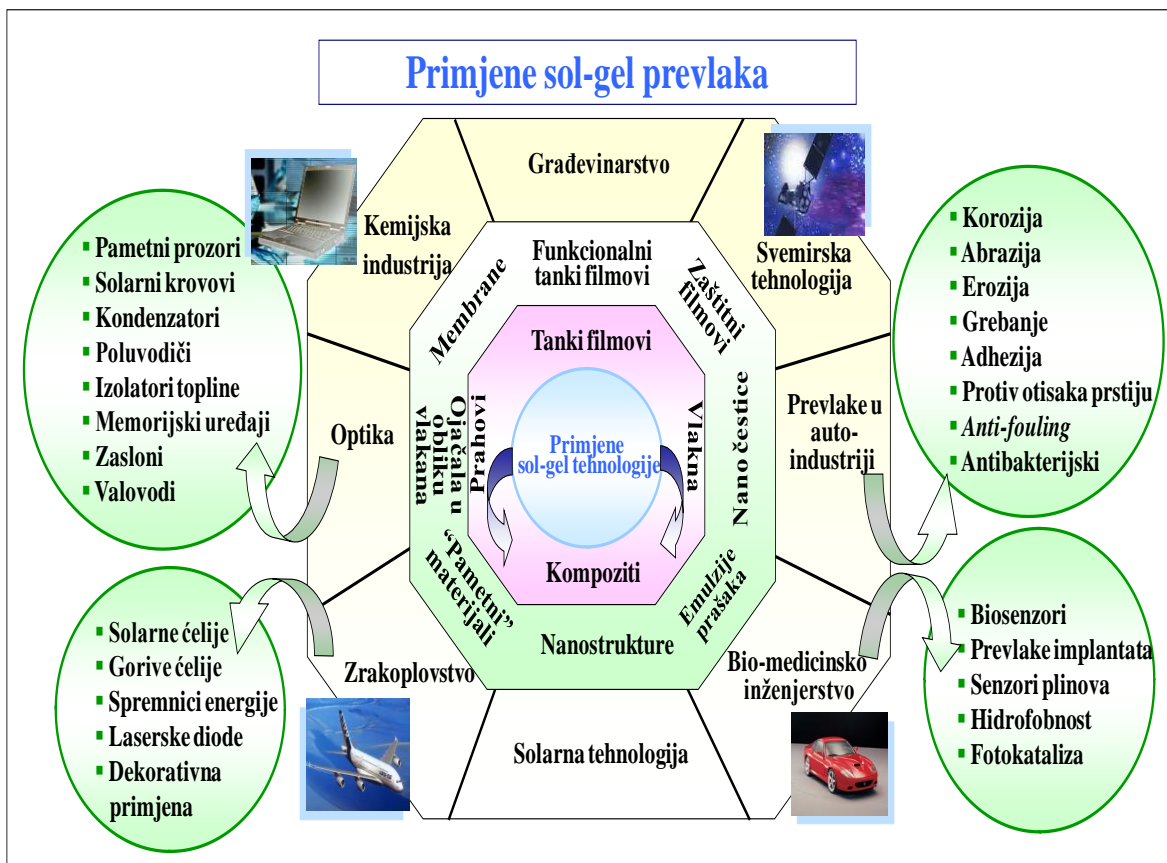 Primjene sol-gel prevlaka
Građevinarstvo
Kemijska
industrija
Svemirska
tehnologija
Optika
Prevlake u
auto-
industriji
Zrakoplovstvo
Solarna tehnologija
Bio-medicinsko
inženjerstvo
Funkcionalni
tanki filmovi
Membrane
Zaštitni
filmovi
Ojačala u
obliku
vlakana
Nano čestice
“Pametni”
materijali
Nanostrukture
Emulzije
prašaka
Tanki filmovi
Prahovi
Vlakna
Kompoziti
Primjene
sol-gel tehnologije
▪ Pametni prozori
▪ Solarni krovovi
▪ Kondenzatori
▪ Poluvodiči
▪ Izolatori topline
▪ Memorijski uređaji
▪ Zasloni
▪ Valovodi
▪ Korozija
▪ Abrazija
▪ Erozija
▪ Grebanje
▪ Adhezija
▪ Protiv otisaka prstiju
▪ Anti-fouling
▪ Antibakterijski
▪ Solarne ćelije
▪ Gorive ćelije
▪ Spremnici energije
▪ Laserske diode
▪ Dekorativna
primjena
▪ Biosenzori
▪ Prevlake implantata
▪ Senzori plinova
▪ Hidrofobnost
▪ Fotokataliza